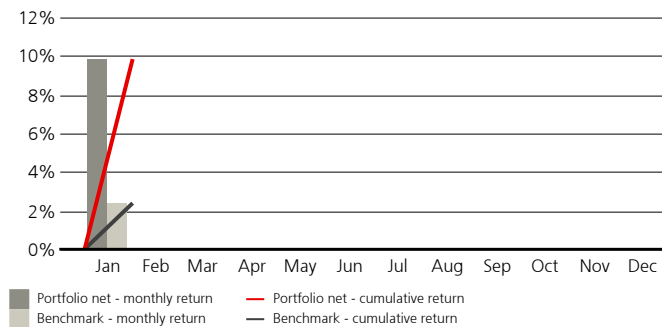 12%
10%
8%
6%
4%
2%
0%
Jan Feb Mar Apr May Jun Jul Aug Sep Oct Nov Dec
Portfolio net - monthly return Portfolio net - cumulative return
Benchmark - monthly return Benchmark - cumulative return